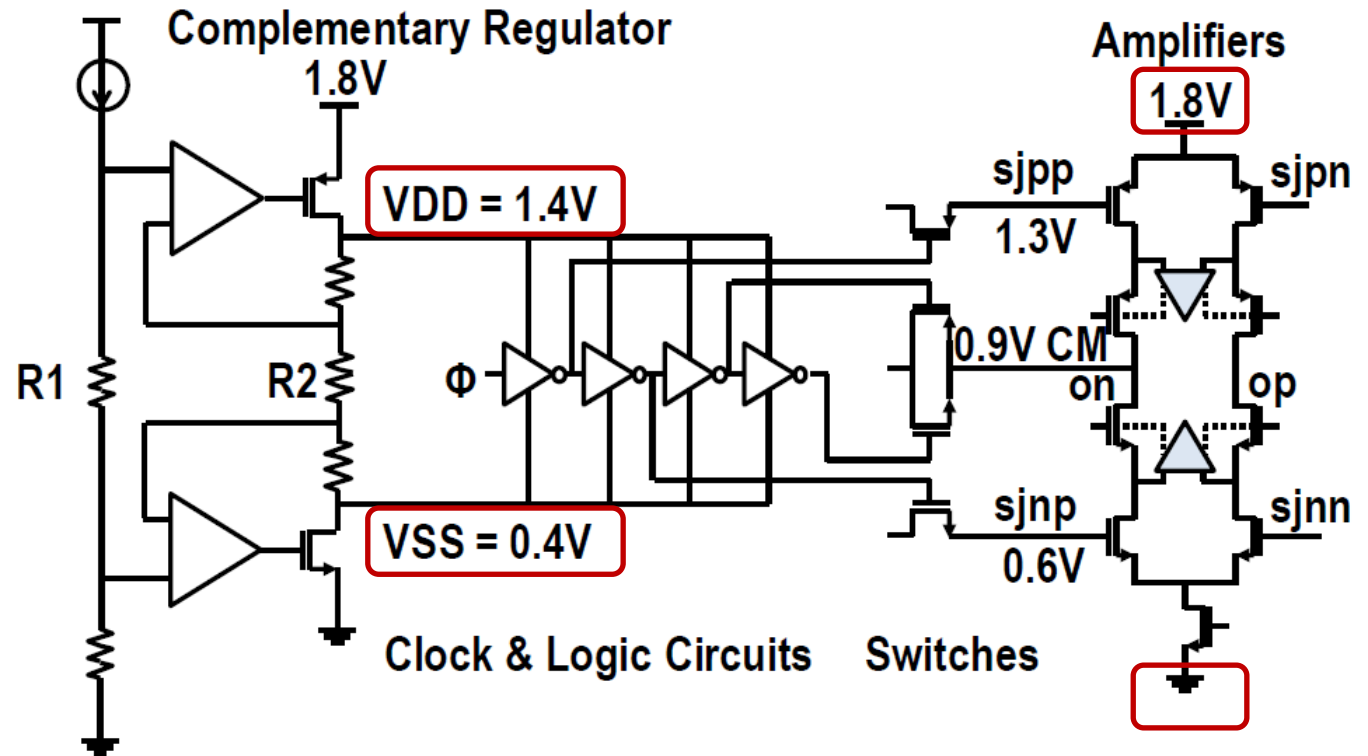 Complementary Regulator
1.8V
Amplifiers
1.8V
VDD = 1.4V
sjpp
sjpn
1.3V
R1
R2
Φ
0.9V CM
on
op
VSS = 0.4V
sjnp
sjnn
0.6V
Clock & Logic Circuits
Switches